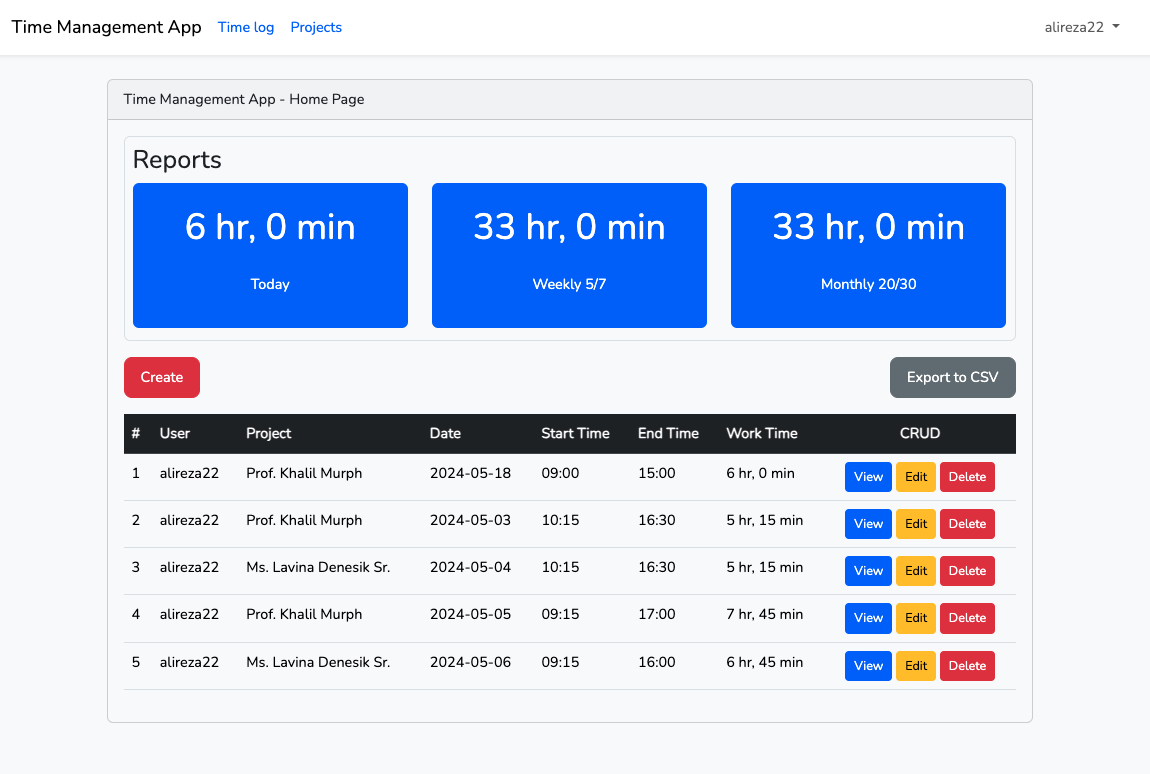 Time Management App Time log Projects alireza22
Time Management App - Home Page
Reports
6 hr, 0 min 33 hr, 0 min 33 hr, 0 min
Today Weekly 5/7 Monthly 20/30
Create Export to CSV
# User Project Date Start Time End Time Work Time CRUD
1 alireza22 Prof. Khalil Murph 2024-05-18 09:00 15:00 6 hr, 0 min View Edit Delete
2 alireza22 Prof. Khalil Murph 2024-05-03 10:15 16:30 5 hr, 15 min View Edit Delete
3 alireza22 Ms. Lavina Denesik Sr. 2024-05-04 10:15 16:30 5 hr, 15 min View Edit Delete
4 alireza22 Prof. Khalil Murph 2024-05-05 09:15 17:00 7 hr, 45 min View Edit Delete
5 alireza22 Ms. Lavina Denesik Sr. 2024-05-06 09:15 16:00 6 hr, 45 min View Edit Delete